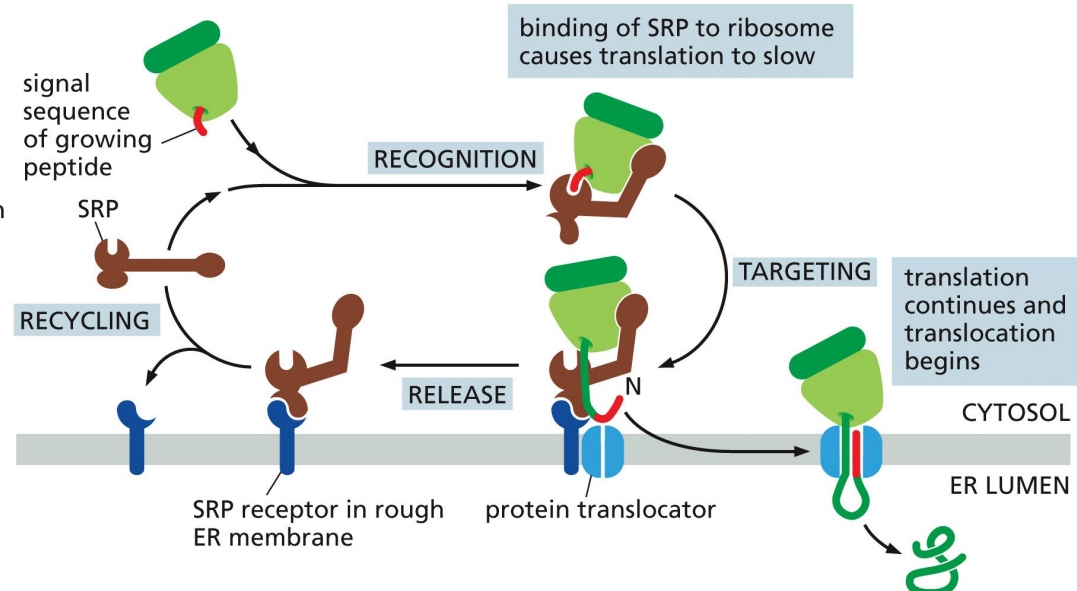 binding of SRP to ribosome
causes translation to slow
signal
sequence
of growing
peptide
RECOGNITION
SRP
TARGETING
translation
continues and
translocation
begins
RECYCLING
RELEASE
N
CYTOSOL
ER LUMEN
SRP receptor in rough
ER membrane
protein translocator